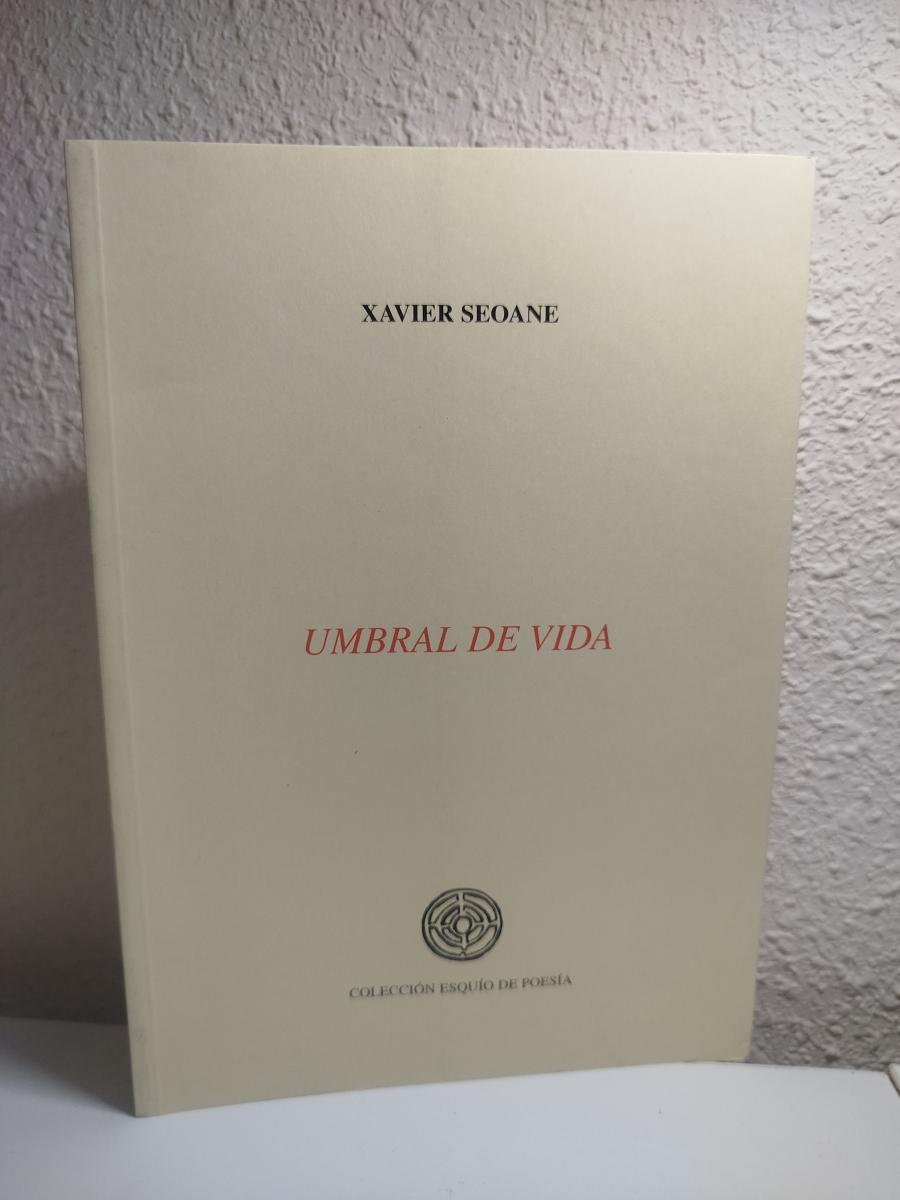 XAVIER SEOANE
UMBRAL DE VIDA
COLECCIÓN ESQUÍO DE POESÍA